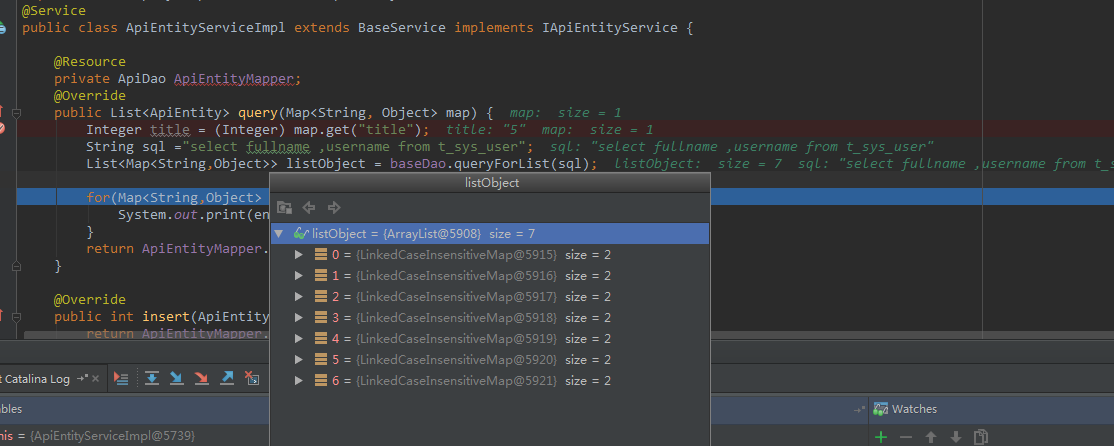 @Service
public class ApiEntityServiceImpl extends BaseService implements IApiEntityService {
@Resource
private ApiDao ApiEntityMapper;
@Override
public List<ApiEntity> query(Map<String, Object> map) { map: size = 1
Integer title = (Integer) map.get("title"); title: "5" map: size = 1
String sql ="select fullname ,username from t_sys_user"; sql: "select fullname ,username from t_sys_user"
List<Map<String,Object>> listObject = baseDao.queryForList(sql); listObject: size = 7 sql: "select fullname ,username from t_s
for(Map<String,Object>
System.out.print(en
}
return ApiEntityMapper.
}
@Override
public int insert(ApiEntity
return ApiEntityMapper.
listObject
listObject = {ArrayList@5908} size = 7
0 = {LinkedCaseInsensitiveMap@5915} size = 2
1 = {LinkedCaseInsensitiveMap@5916} size = 2
2 = {LinkedCaseInsensitiveMap@5917} size = 2
3 = {LinkedCaseInsensitiveMap@5918} size = 2
4 = {LinkedCaseInsensitiveMap@5919} size = 2
5 = {LinkedCaseInsensitiveMap@5920} size = 2
6 = {LinkedCaseInsensitiveMap@5921} size = 2
t Catalina Log
ables
Watches
his = {ApiEntityServiceImpl@5739}